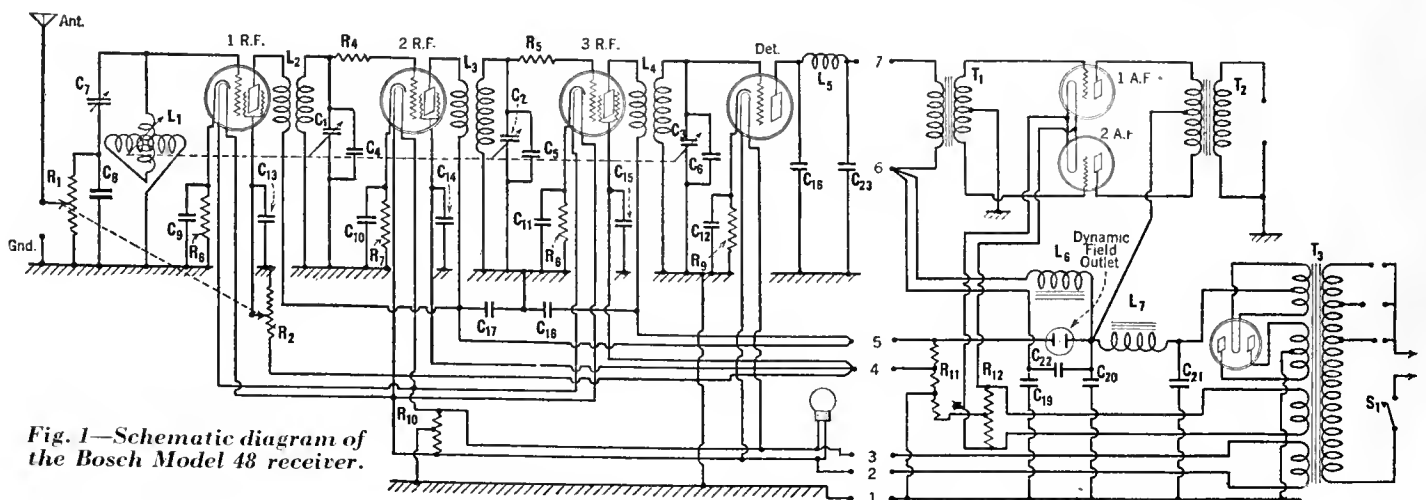 Ant.
1 R.F.
L2
R4
2 R.F.
L3
R5
3 R.F.
L4
Det.
L5
7
T1
1 A.F
T2
C7
L1
C1
C2
C3
C4
C5
C6
2 A.F
6
R1
C8
C13
C14
C15
C16
C23
C9
R6
C10
R7
C11
R8
C12
R9
Gnd.
Dynamic
Field
Outlet
L6
T3
L7
C17
C18
R2
5
4
C22
R11
R12
C20
C21
C19
S1
R10
3
2
1
Fig. 1—Schematic diagram of
the Bosch Model 48 receiver.